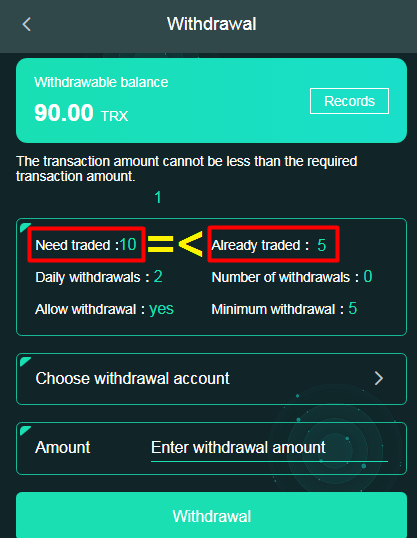 Withdrawal
Withdrawable balance
90.00 TRX
Records
The transaction amount cannot be less than the required
transaction amount.
1
Need traded :10 =< Already traded : 5
Daily withdrawals : 2 Number of withdrawals : 0
Allow withdrawal : yes Minimum withdrawal : 5
Choose withdrawal account
Amount Enter withdrawal amount
Withdrawal